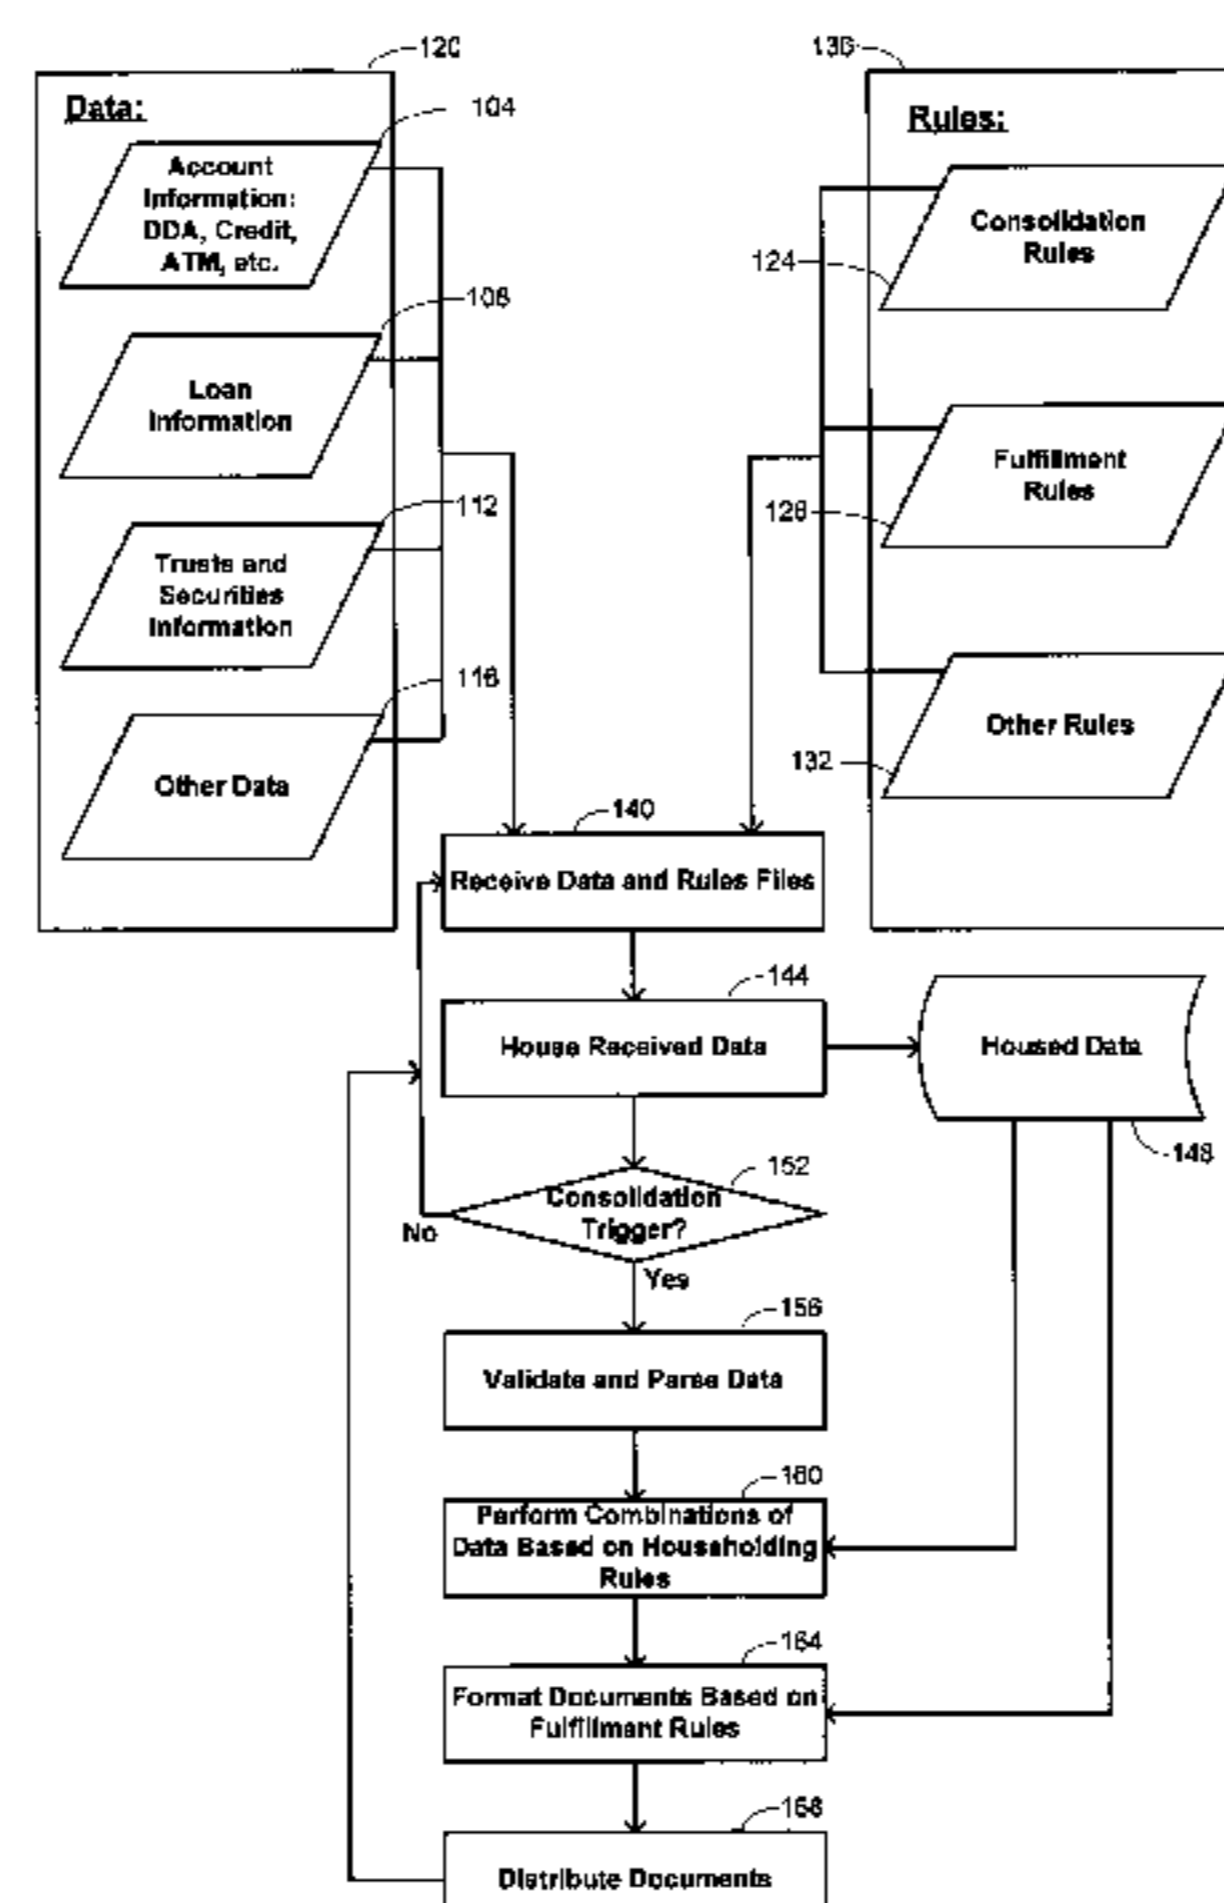 120
Data:
104
Account
Information:
DDA, Credit,
ATM, etc.
108
Loan
Information
112
Trusts and
Securities
Information
116
Other Data
136
Rules:
Consolidation
Rules
124
Fulfillment
Rules
128
Other Rules
132
140
Receive Data and Rules Files
144
House Received Data
Housed Data
148
152
Consolidation
Trigger?
No
Yes
156
Validate and Parse Data
160
Perform Combinations of
Data Based on Householding
Rules
164
Format Documents Based on
Fulfillment Rules
168
Distribute Documents